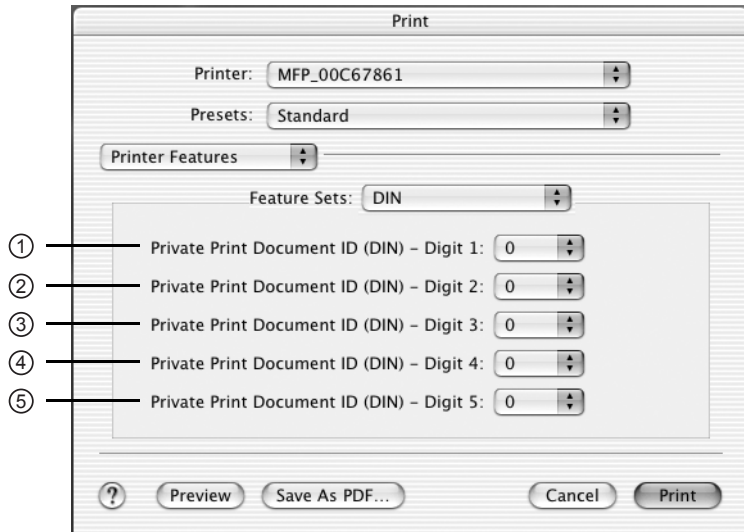 Print
Printer: MFP_00C67861
Presets: Standard
Printer Features
Feature Sets: DIN
① Private Print Document ID (DIN) – Digit 1: 0
② Private Print Document ID (DIN) – Digit 2: 0
③ Private Print Document ID (DIN) – Digit 3: 0
④ Private Print Document ID (DIN) – Digit 4: 0
⑤ Private Print Document ID (DIN) – Digit 5: 0
? Preview Save As PDF... Cancel Print